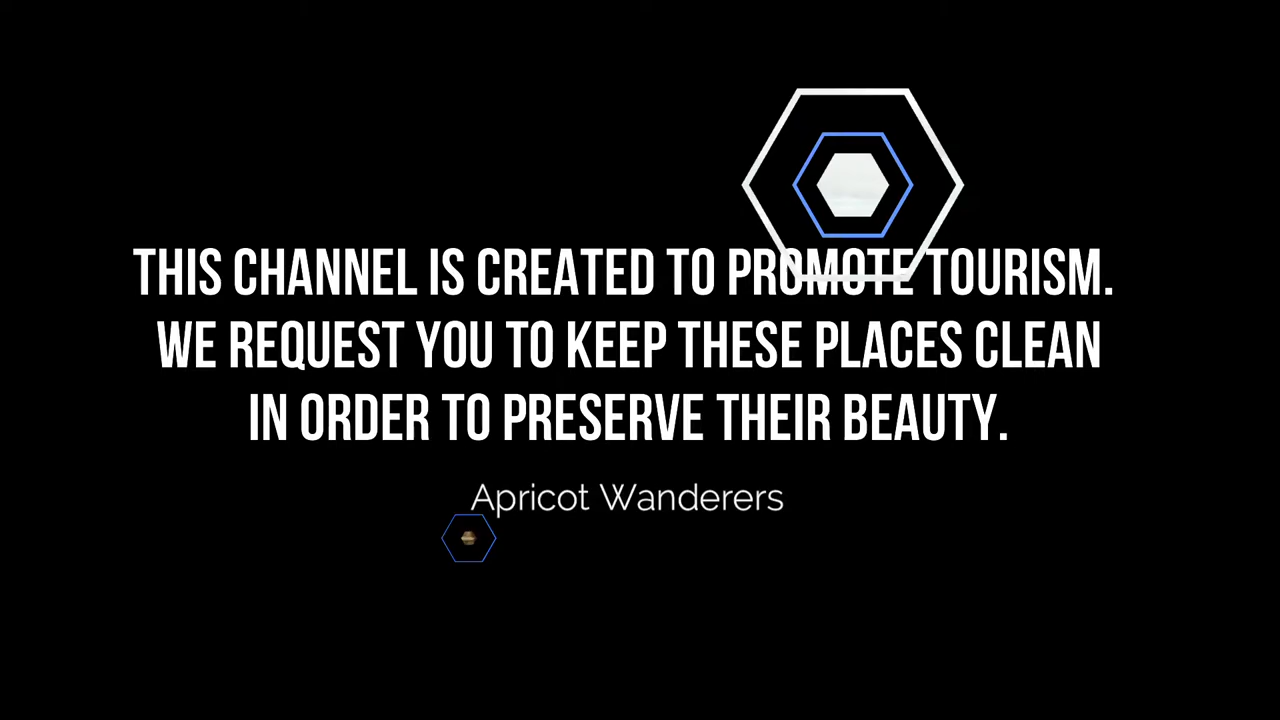 THIS CHANNEL IS CREATED TO PROMOTE TOURISM.
WE REQUEST YOU TO KEEP THESE PLACES CLEAN
IN ORDER TO PRESERVE THEIR BEAUTY.
Apricot Wanderers